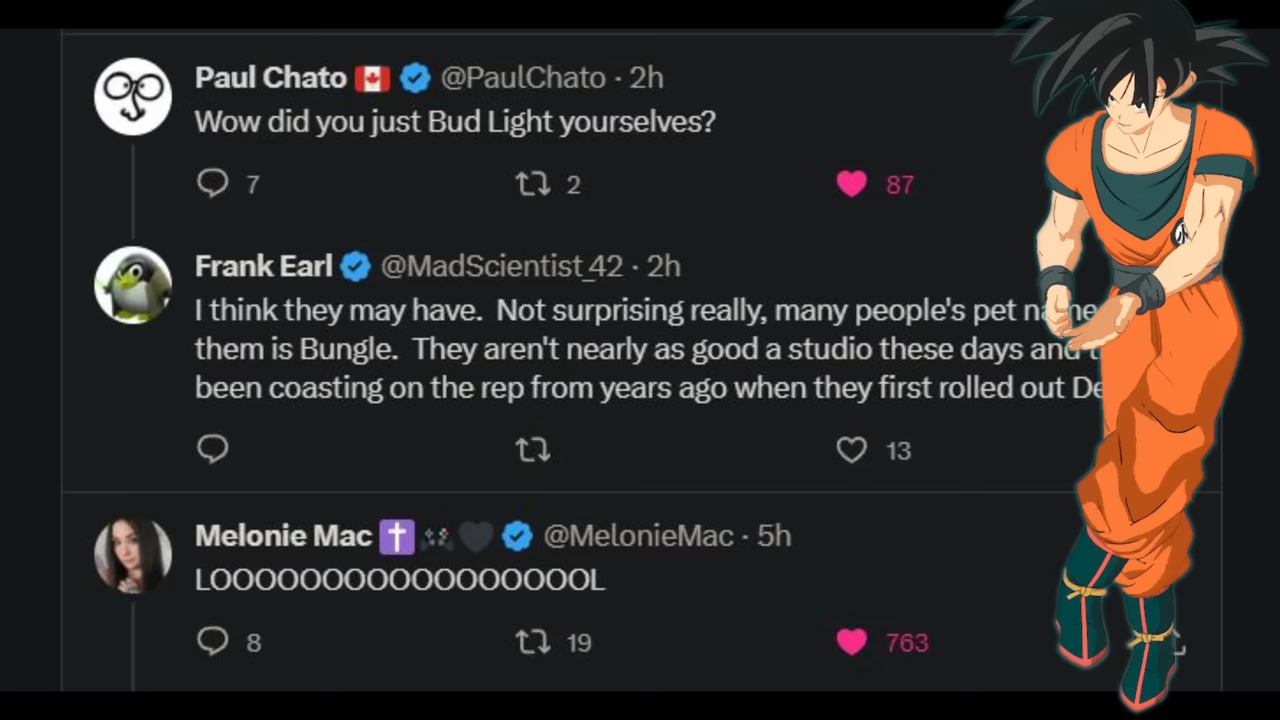 Paul Chato @PaulChato · 2h
Wow did you just Bud Light yourselves?
7 2 87
Frank Earl @MadScientist_42 · 2h
I think they may have. Not surprising really, many people's pet
them is Bungle. They aren't nearly as good a studio these days and
been coasting on the rep from years ago when they first rolled out
13
Melonie Mac @MelonieMac · 5h
LOOOOOOOOOOOOOOOOOOL
8 19 763